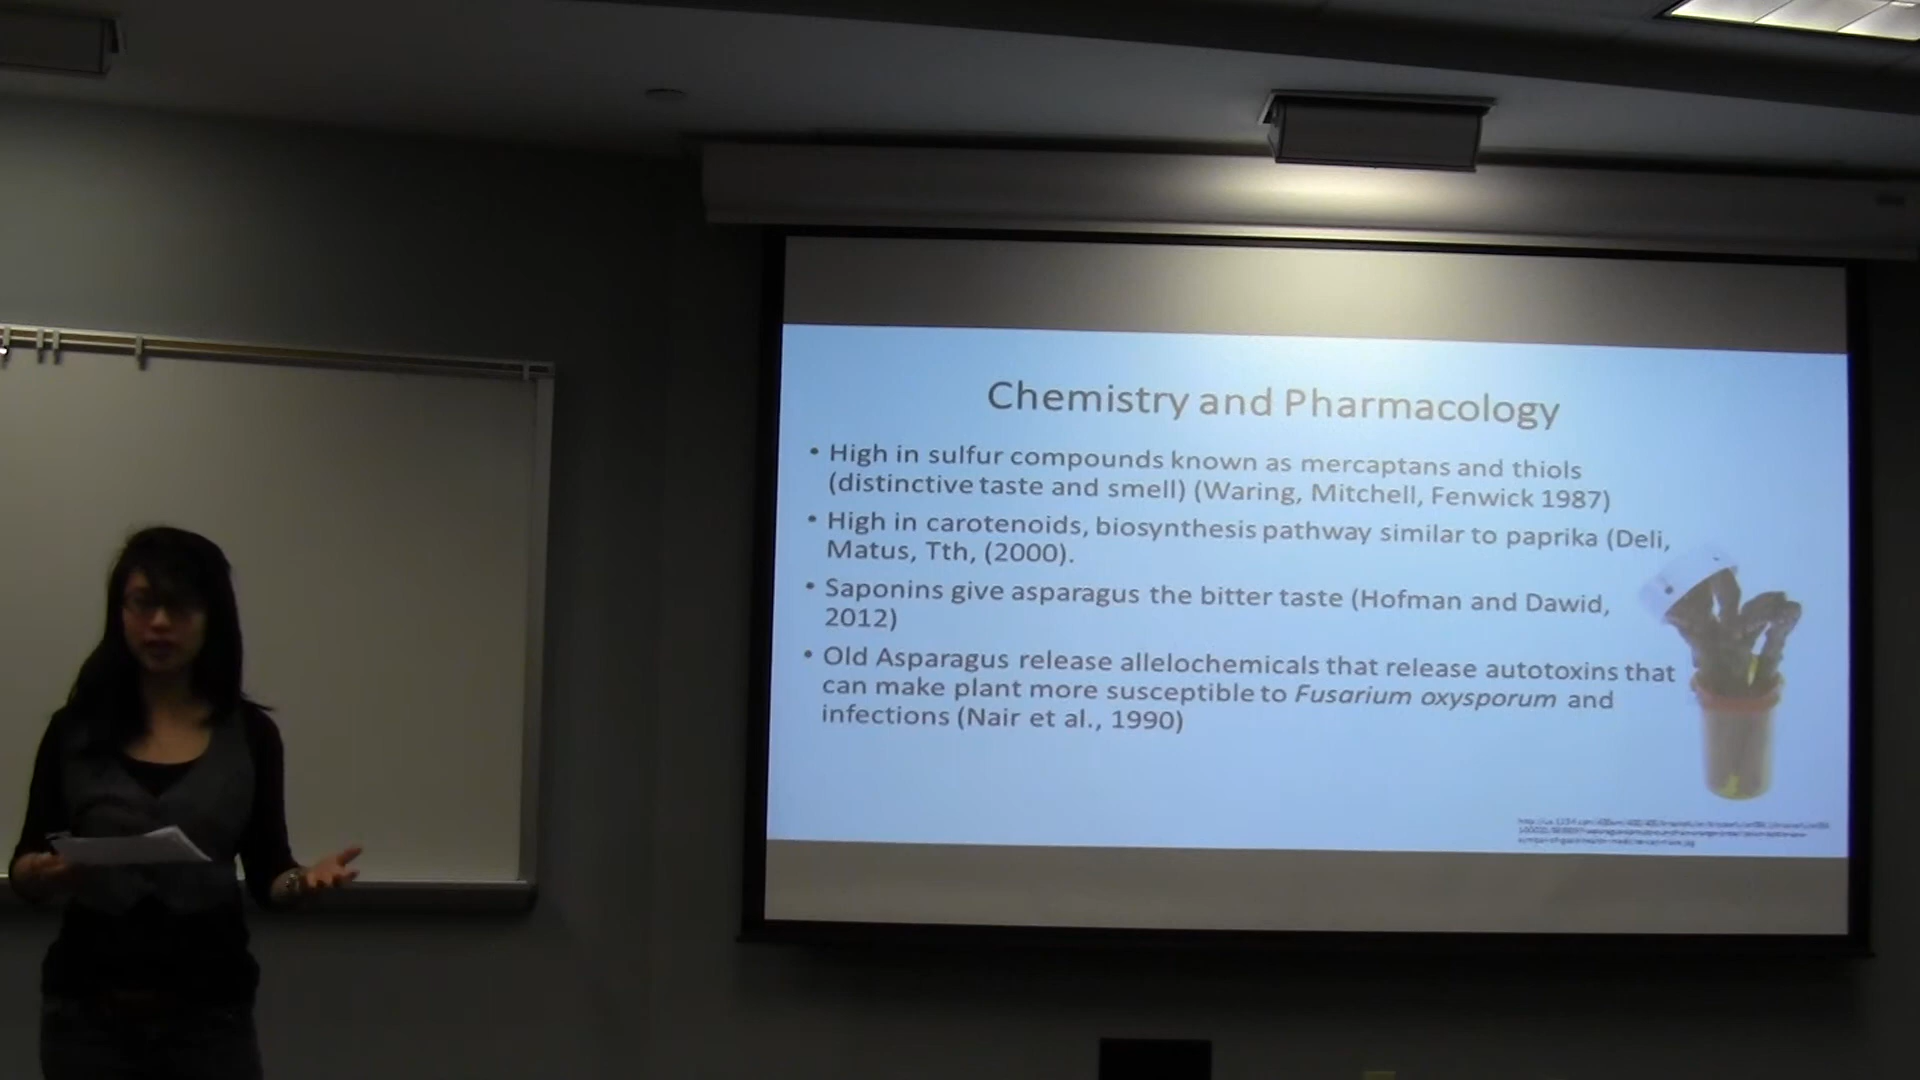 Chemistry and Pharmacology
• High in sulfur compounds known as mercaptans and thiols
(distinctive taste and smell) (Waring, Mitchell, Fenwick 1987)
• High in carotenoids, biosynthesis pathway similar to paprika (Deli,
Matus, Tth, (2000).
• Saponins give asparagus the bitter taste (Hofman and Dawid,
2012)
• Old Asparagus release allelochemicals that release autotoxins that
can make plant more susceptible to Fusarium oxysporum and
infections (Nair et al., 1990)